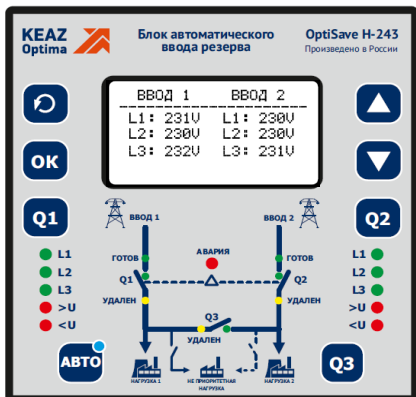 KEAZ
Optima
Блок автоматического
ввода резерва
OptiSave H-243
Произведено в России
ВВОД 1 ВВОД 2
L1: 231V L1: 230V
L2: 230V L2: 230V
L3: 232V L3: 231V
OK
Q1
Q2
ВВОД 1
ВВОД 2
L1
L2
L3
>U
<U
L1
L2
L3
>U
<U
ГОТОВ
АВАРИЯ
ГОТОВ
Q1
Q2
УДАЛЕН
УДАЛЕН
Q3
УДАЛЕН
АВТО
Q3
НАГРУЗКА 1
НЕ ПРИОРИТЕТНАЯ
НАГРУЗКА
НАГРУЗКА 2